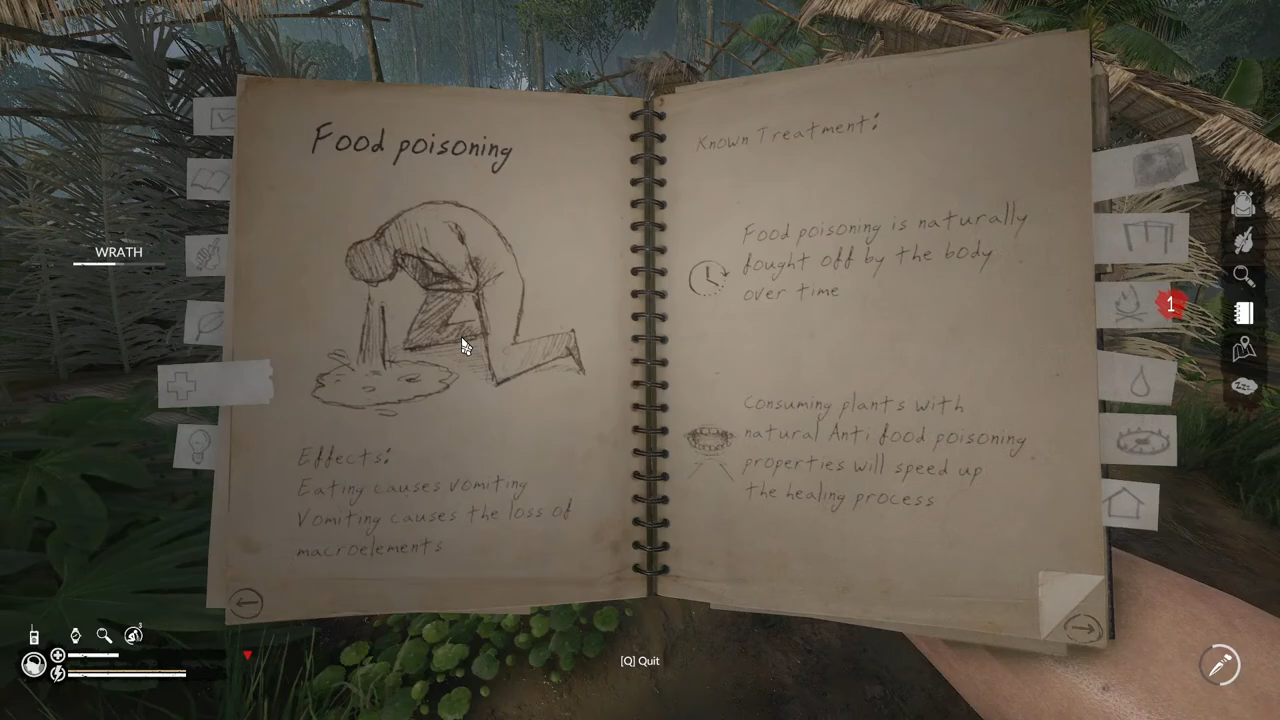 Food poisoning
Effects:
Eating causes vomiting
Vomiting causes the loss of
macroelements
Known Treatment:
Food poisoning is naturally
fought off by the body
over time
Consuming plants with
natural Anti food poisoning
properties will speed up
the healing process
WRATH
1
Zzz
3
[Q] Quit